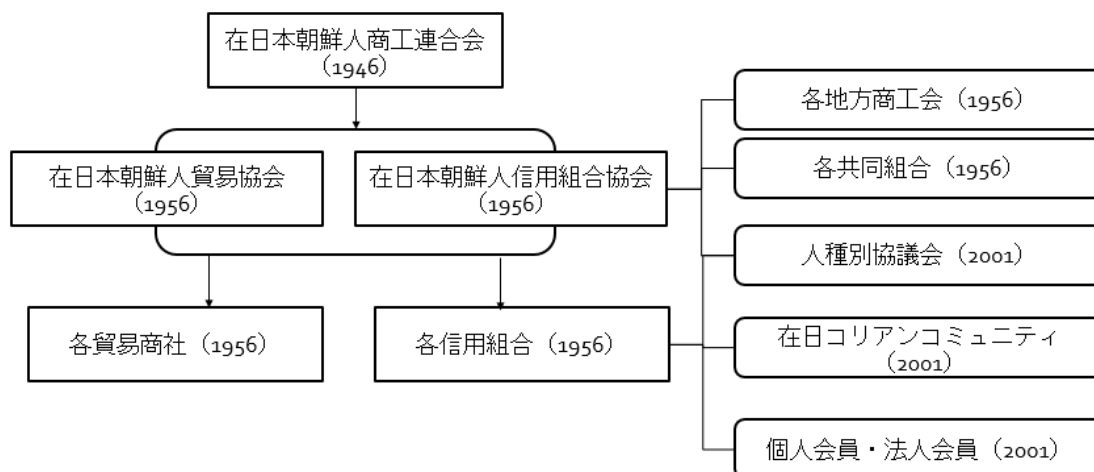 在日本朝鮮人商工連合会
(1946)
在日本朝鮮人貿易協会
(1956)
在日本朝鮮人信用組合協会
(1956)
各貿易商社（1956）
各信用組合（1956）
各地方商工会（1956）
各共同組合（1956）
人種別協議会（2001）
在日コリアンコミュニティ
(2001)
個人会員・法人会員（2001）